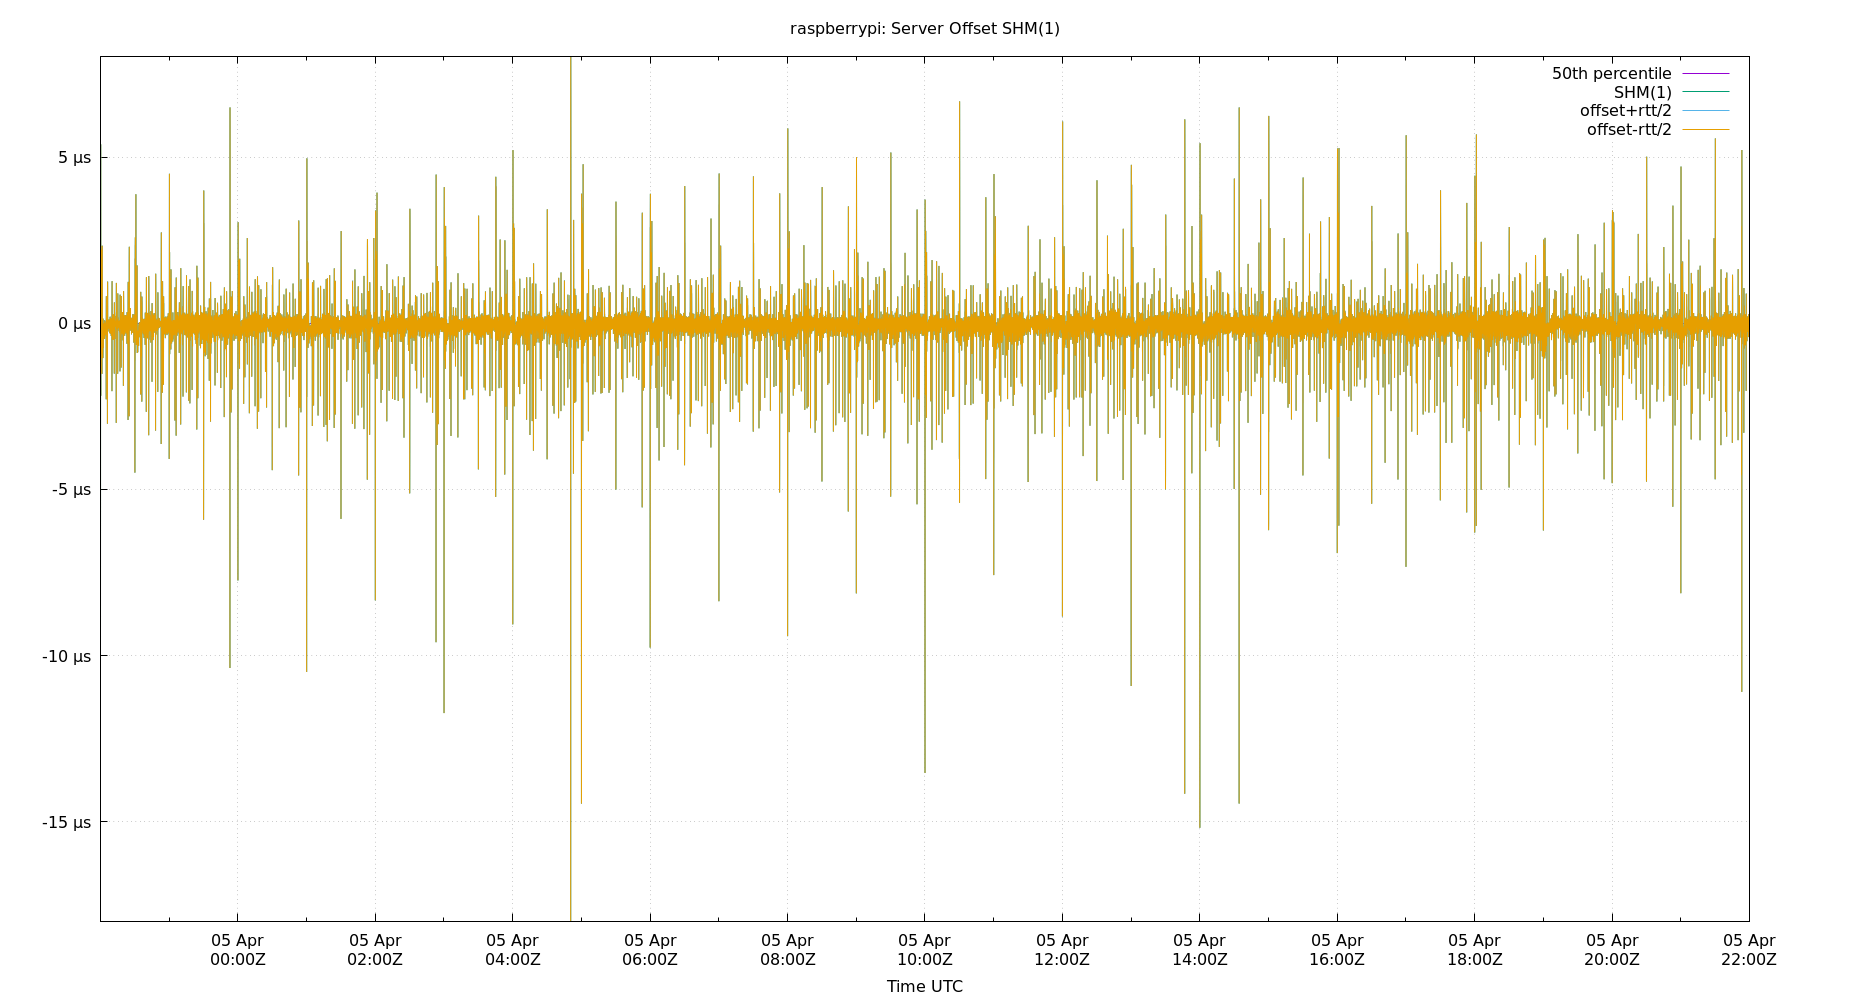 raspberrypi: Server Offset SHM(1)
50th percentile
SHM(1)
offset+rtt/2
offset-rtt/2
5 µs
0 µs
-5 µs
-10 µs
-15 µs
05 Apr 05 Apr 05 Apr 05 Apr 05 Apr 05 Apr 05 Apr 05 Apr 05 Apr 05 Apr 05 Apr 05 Apr
00:00Z 02:00Z 04:00Z 06:00Z 08:00Z 10:00Z 12:00Z 14:00Z 16:00Z 18:00Z 20:00Z 22:00Z
Time UTC